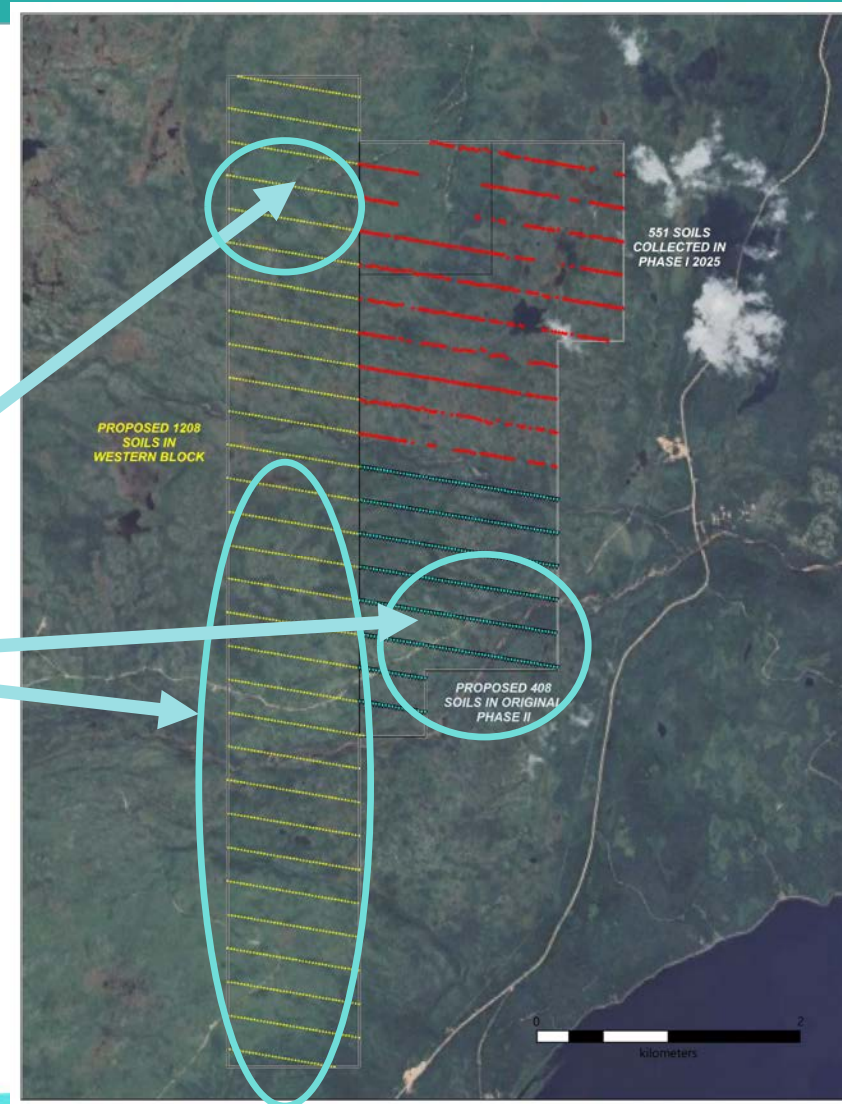 551 SOILS
COLLECTED IN
PHASE I 2025
PROPOSED 1208
SOILS IN
WESTERN BLOCK
PROPOSED 408
SOILS IN ORIGINAL
PHASE II
0
2
kilometers